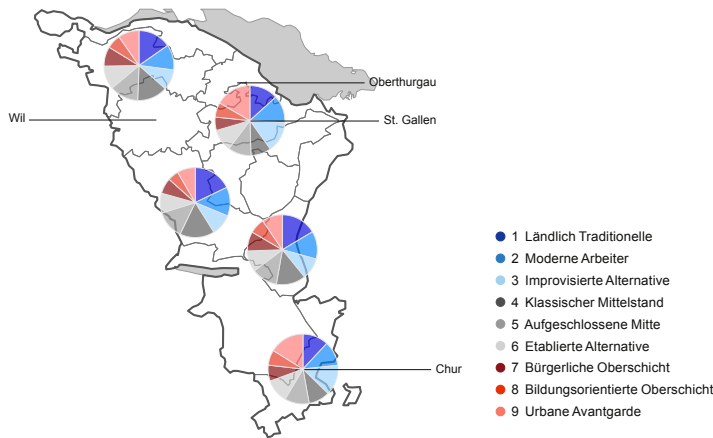 Oberthurgau
Wil
St. Gallen
Chur
1 Ländlich Traditionelle
2 Moderne Arbeiter
3 Improvisierte Alternative
4 Klassischer Mittelstand
5 Aufgeschlossene Mitte
6 Etablierte Alternative
7 Bürgerliche Oberschicht
8 Bildungsorientierte Oberschicht
9 Urbane Avantgarde